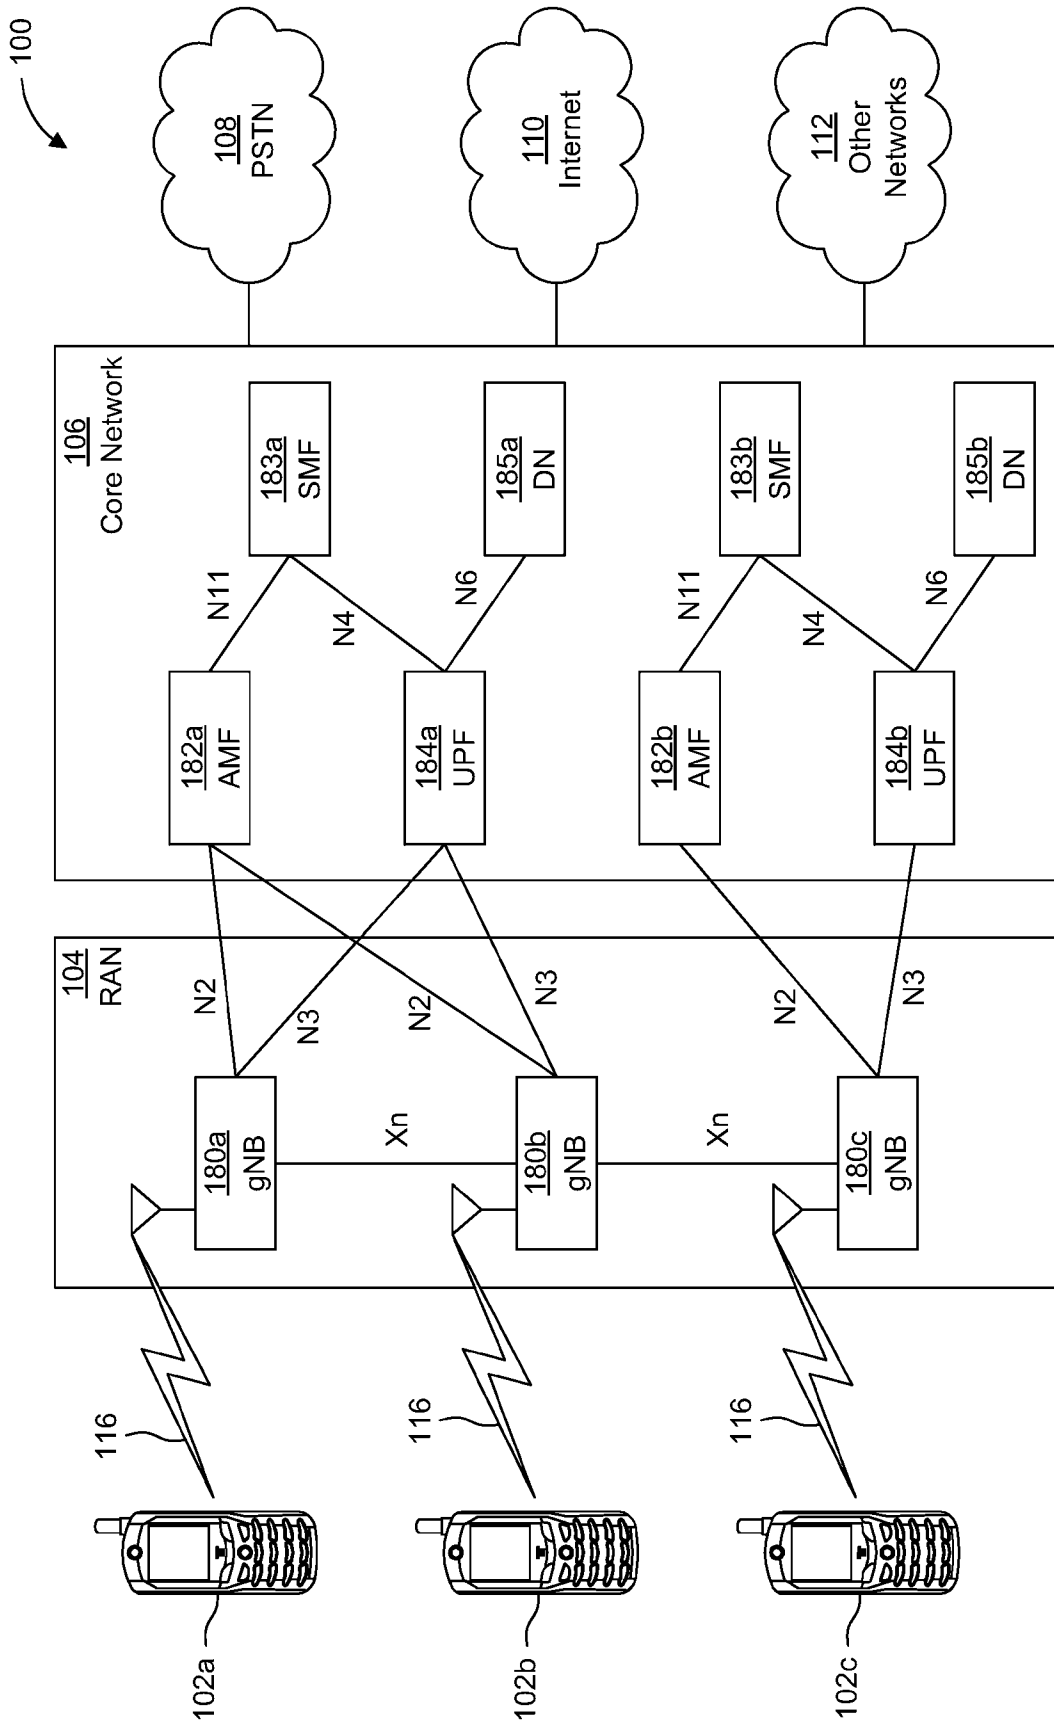 100
102a
102b
102c
116
116
116
104
RAN
180a
gNB
180b
gNB
180c
gNB
Xn
Xn
N2
N3
N2
N3
N2
N3
106
Core Network
182a
AMF
184a
UPF
182b
AMF
184b
UPF
N11
N4
N6
N11
N4
N6
183a
SMF
185a
DN
183b
SMF
185b
DN
108
PSTN
110
Internet
112
Other
Networks